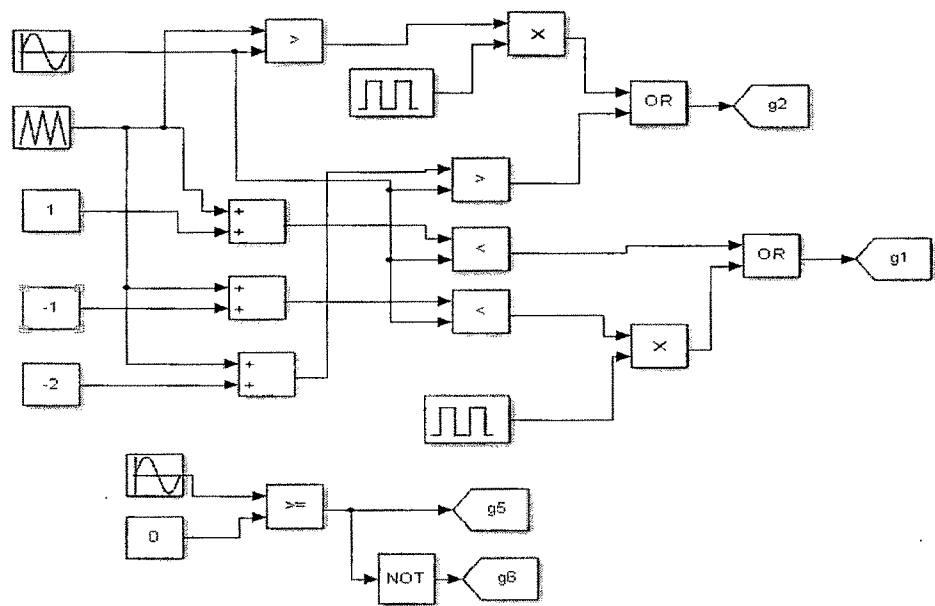 >
X
OR
g2
>
1
+
+
<
OR
g1
-1
+
+
<
X
-2
+
+
>=
g5
0
NOT
g6